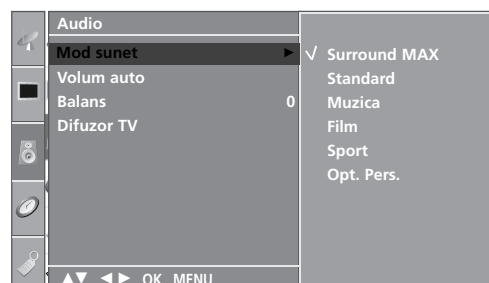 Audio
Mod sunet ► √ Surround MAX
Volum auto Standard
Balans 0 Muzica
Difuzor TV Film
Sport
Opt. Pers.
▲▼ ◄► OK MENU